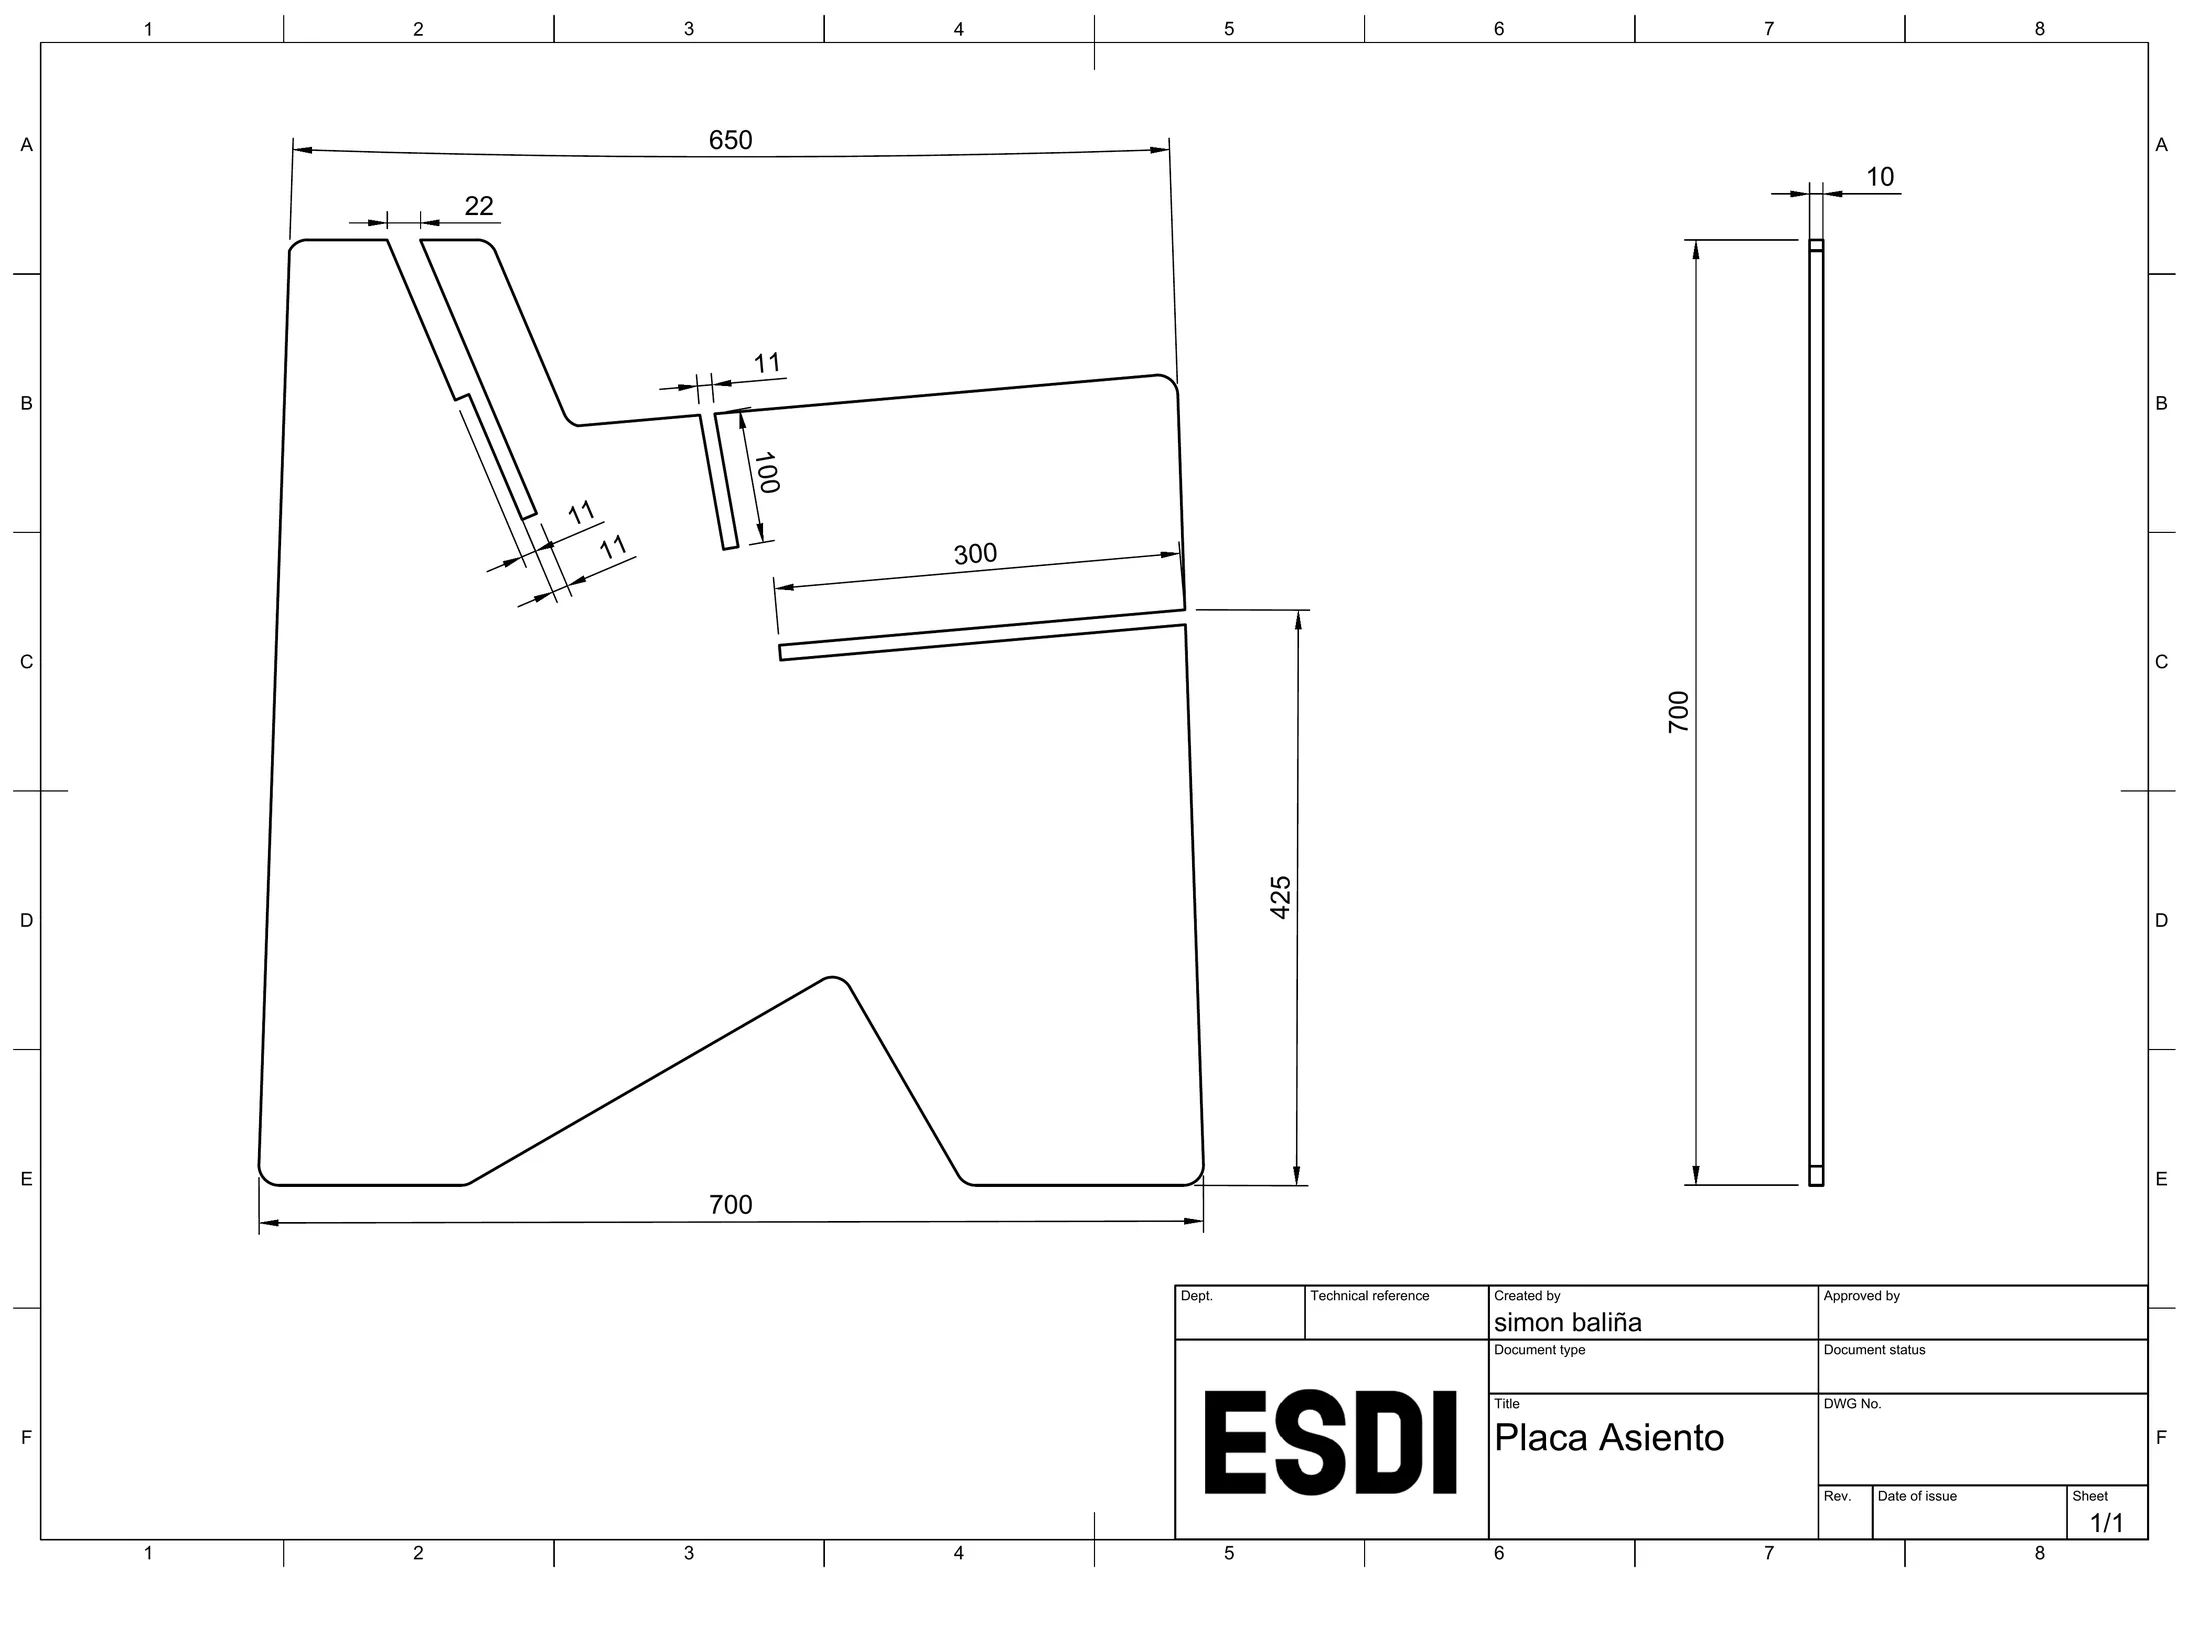 1 2 3 4 5 6 7 8
A A
650
10
22
B B
11
100
11
11
300
C C
700
425
D D
E E
700
Dept. Technical reference Created by Approved by
simon baliña
Document type Document status
ESDI
Title DWG No.
Placa Asiento
F F
Rev. Date of issue Sheet
1/1
1 2 3 4 5 6 7 8